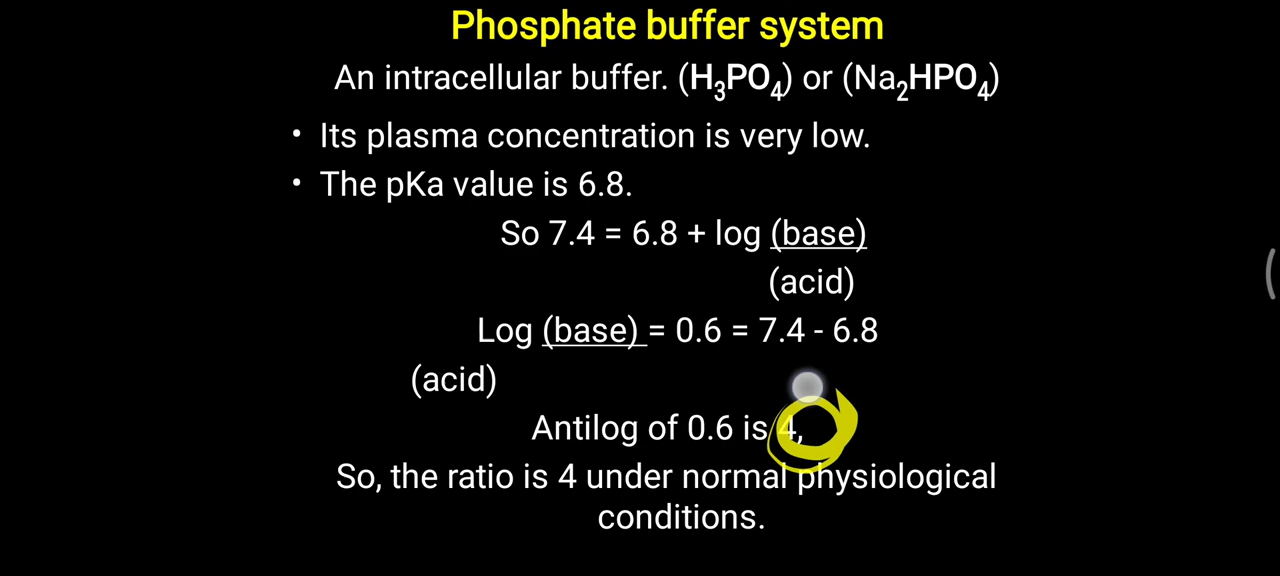 Phosphate buffer system
An intracellular buffer. (H₃PO₄) or (Na₂HPO₄)
• Its plasma concentration is very low.
• The pKa value is 6.8.
So 7.4 = 6.8 + log (base)
(acid)
Log (base) = 0.6 = 7.4 - 6.8
(acid)
Antilog of 0.6 is 4,
So, the ratio is 4 under normal physiological
conditions.